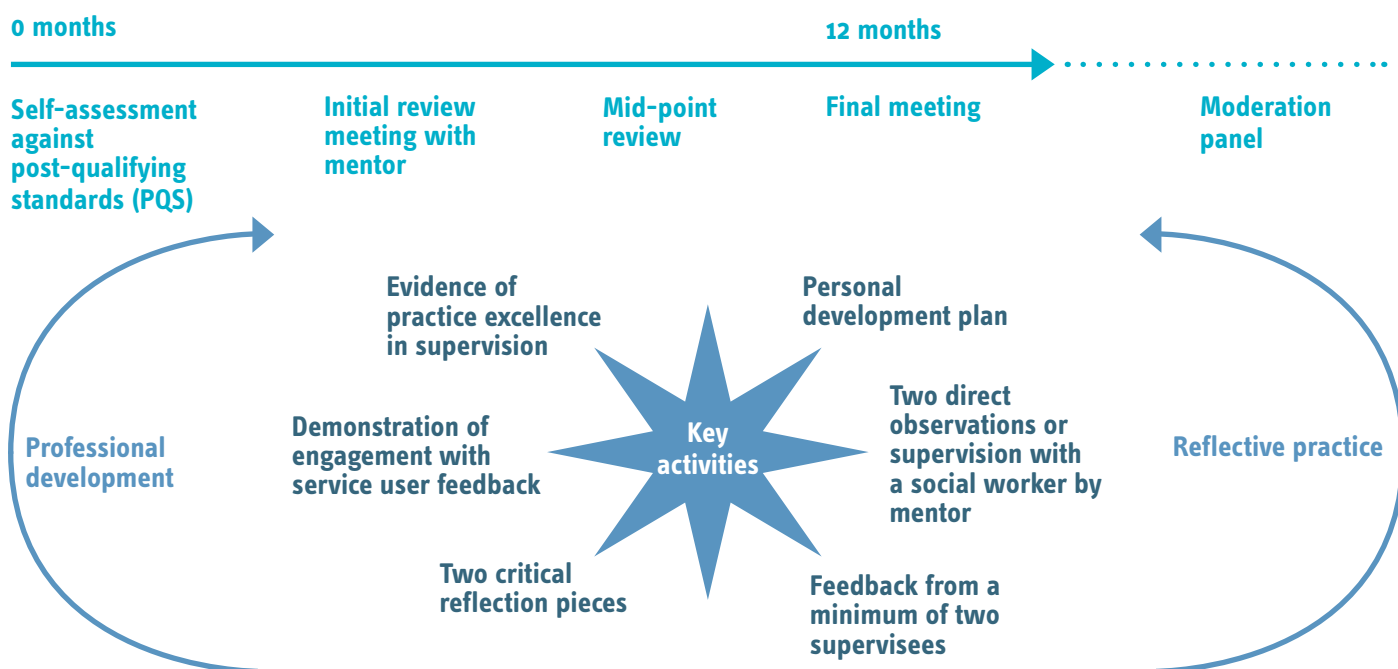 0 months
12 months
Self-assessment
against
post-qualifying
standards (PQS)
Initial review
meeting with
mentor
Mid-point
review
Final meeting
Moderation
panel
Evidence of
practice excellence
in supervision
Personal
development plan
Professional
development
Demonstration of
engagement with
service user feedback
Key
activities
Two direct
observations or
supervision with
a social worker by
mentor
Reflective practice
Two critical
reflection pieces
Feedback from a
minimum of two
supervisees